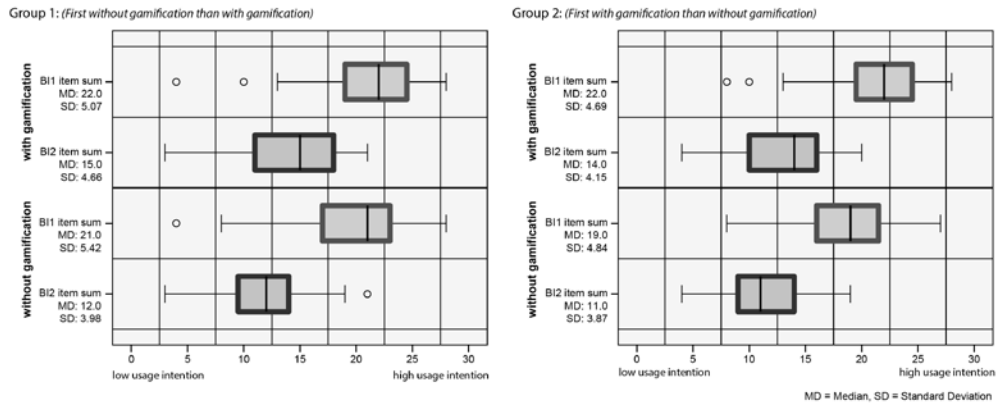 Group 1: (First without gamification than with gamification)
with gamification
BI1 item sum
MD: 22.0
SD: 5.07
BI2 item sum
MD: 15.0
SD: 4.66
without gamification
BI1 item sum
MD: 21.0
SD: 5.42
BI2 item sum
MD: 12.0
SD: 3.98
0 5 10 15 20 25 30
low usage intention high usage intention
Group 2: (First with gamification than without gamification)
with gamification
BI1 item sum
MD: 22.0
SD: 4.69
BI2 item sum
MD: 14.0
SD: 4.15
without gamification
BI1 item sum
MD: 19.0
SD: 4.84
BI2 item sum
MD: 11.0
SD: 3.87
0 5 10 15 20 25 30
low usage intention high usage intention
MD = Median, SD = Standard Deviation